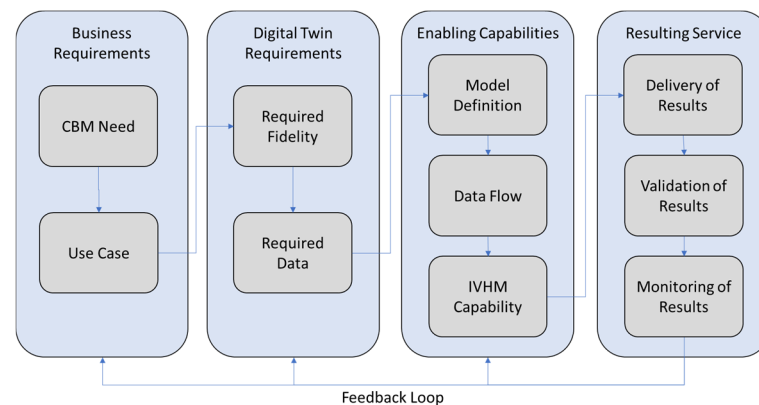 Business
Requirements
CBM Need
Use Case
Digital Twin
Requirements
Required
Fidelity
Required
Data
Enabling Capabilities
Model
Definition
Data Flow
IVHM
Capability
Resulting Service
Delivery of
Results
Validation of
Results
Monitoring of
Results
Feedback Loop